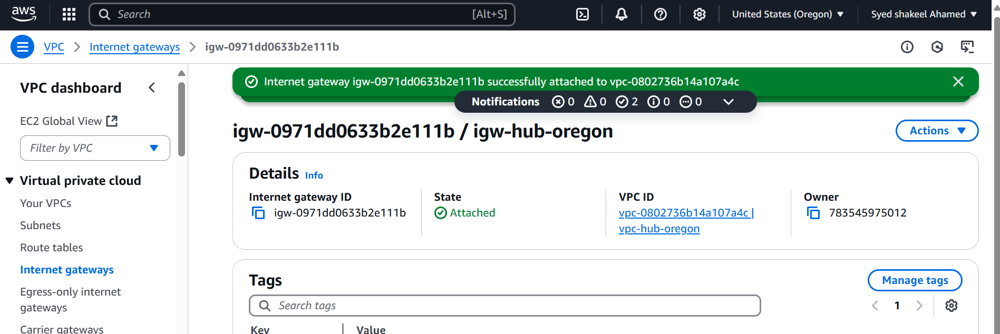 aws
Search [Alt+S] United States (Oregon) Syed shakeel Ahamed
VPC Internet gateways igw-0971dd0633b2e111b
VPC dashboard
EC2 Global View
Filter by VPC
Virtual private cloud
Your VPCs
Subnets
Route tables
Internet gateways
Egress-only internet
gateways
Carrier gateways
Internet gateway igw-0971dd0633b2e111b successfully attached to vpc-0802736b14a107a4c
Notifications 0 0 2 0 0
igw-0971dd0633b2e111b / igw-hub-oregon
Actions
Details Info
Internet gateway ID
igw-0971dd0633b2e111b
State
Attached
VPC ID
vpc-0802736b14a107a4c |
vpc-hub-oregon
Owner
783545975012
Tags
Manage tags
Search tags
1
Key Value